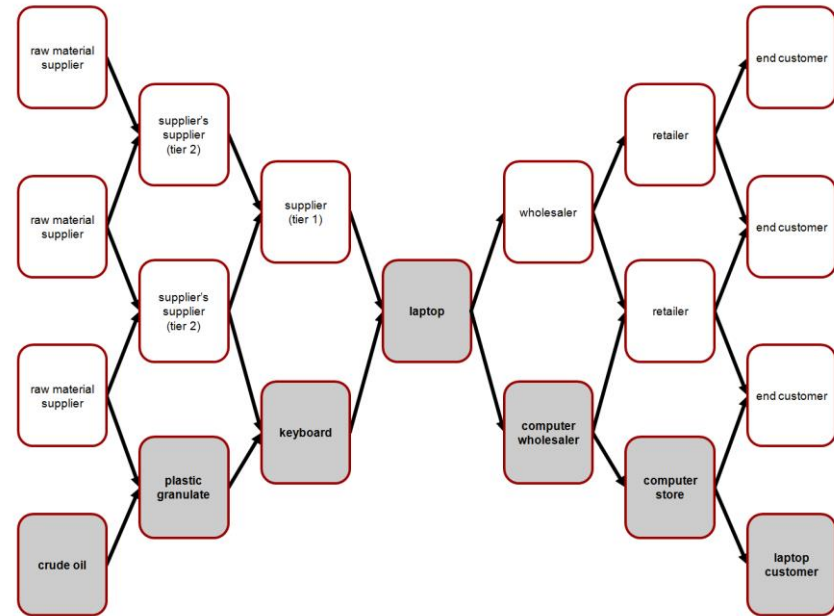 raw material
supplier
raw material
supplier
raw material
supplier
crude oil
supplier's
supplier
(tier 2)
supplier's
supplier
(tier 2)
plastic
granulate
supplier
(tier 1)
keyboard
laptop
wholesaler
computer
wholesaler
retailer
retailer
computer
store
end customer
end customer
end customer
laptop
customer